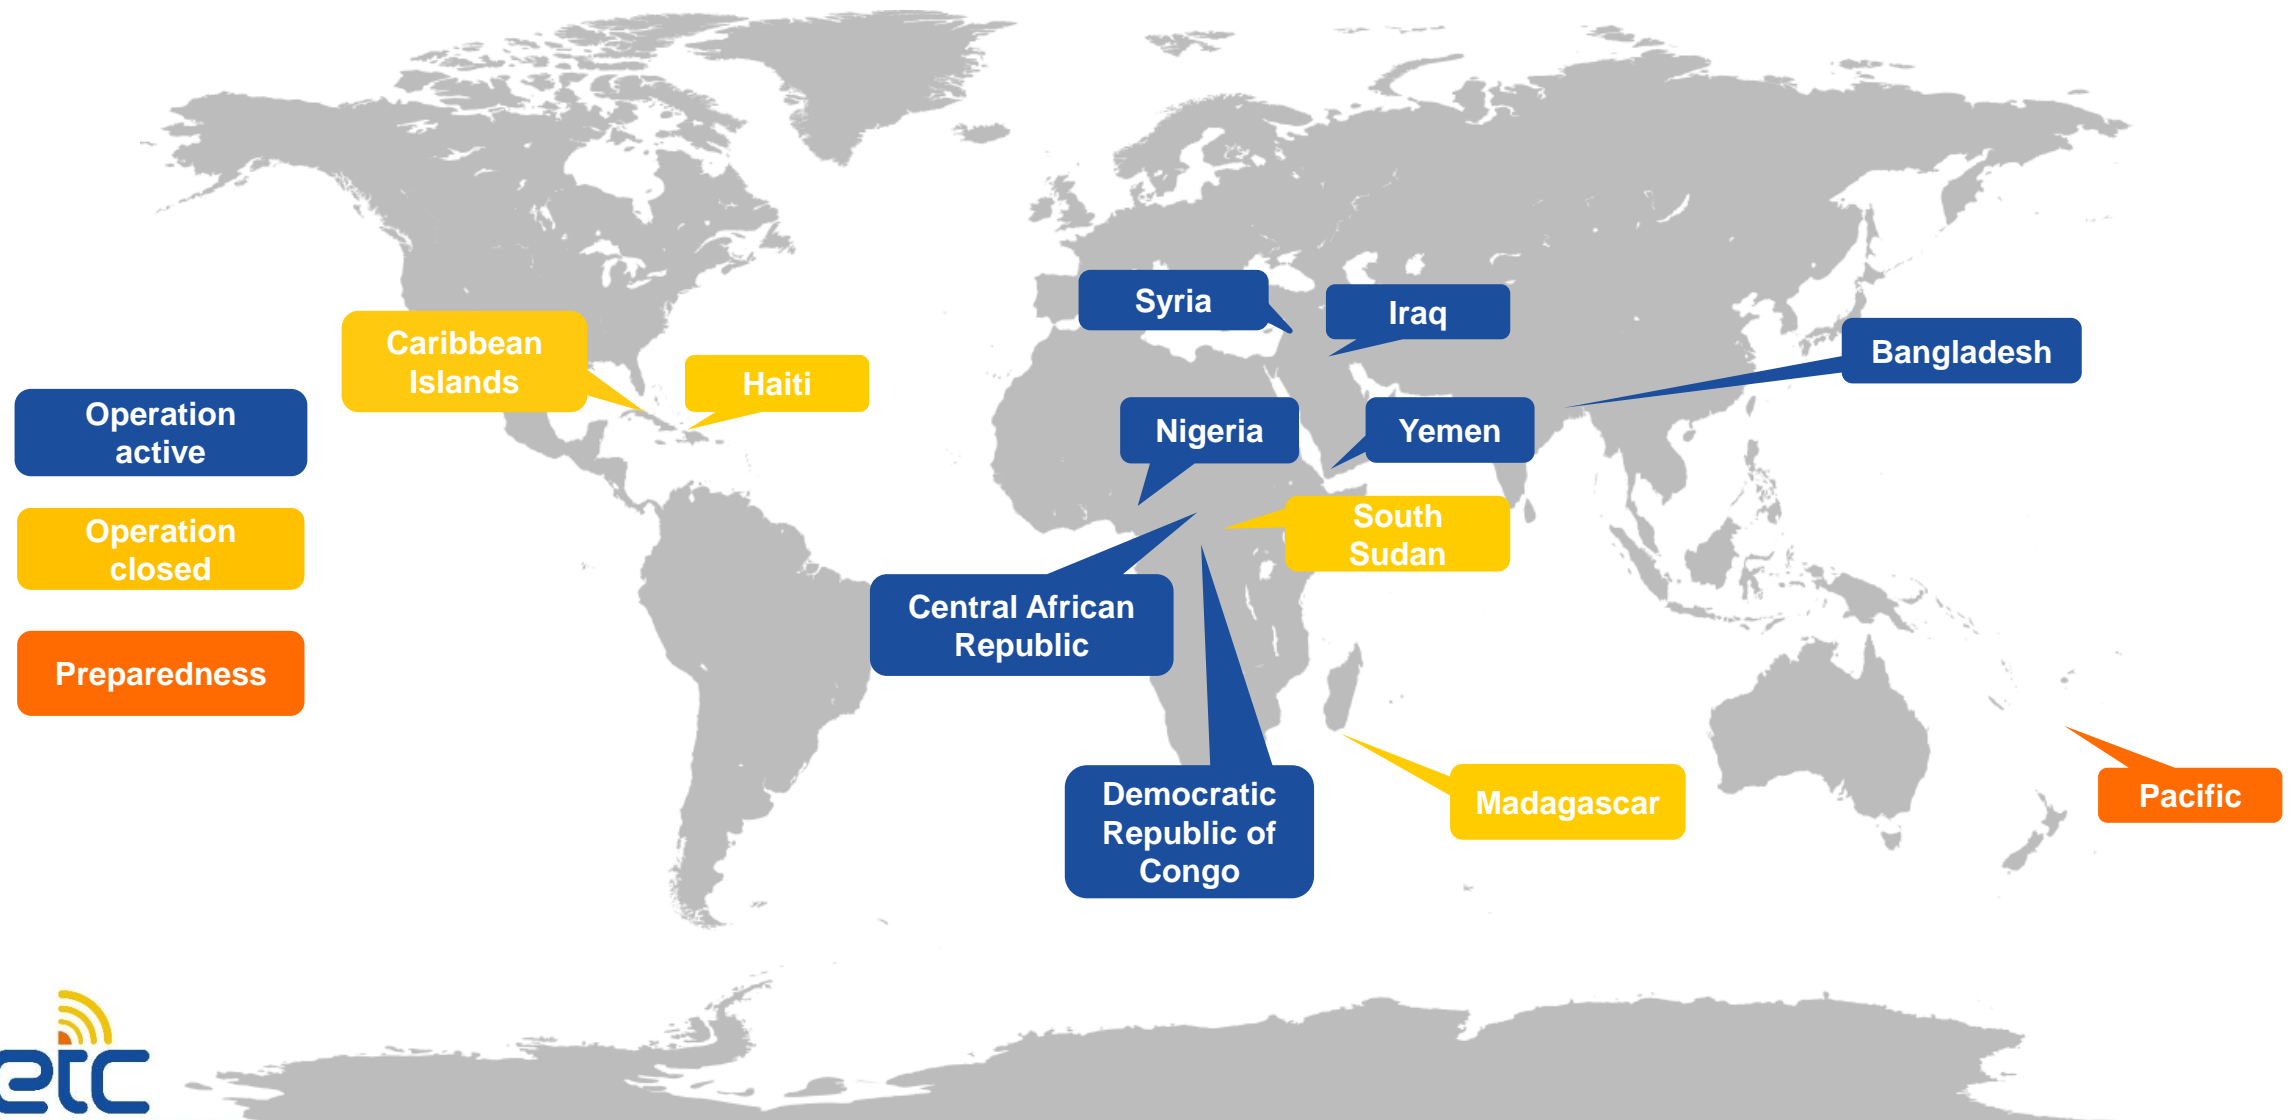 Syria
Iraq
Bangladesh
Caribbean
Islands
Haiti
Nigeria
Yemen
Operation
active
South
Sudan
Operation
closed
Central African
Republic
Preparedness
Democratic
Republic of
Congo
Madagascar
Pacific
etc